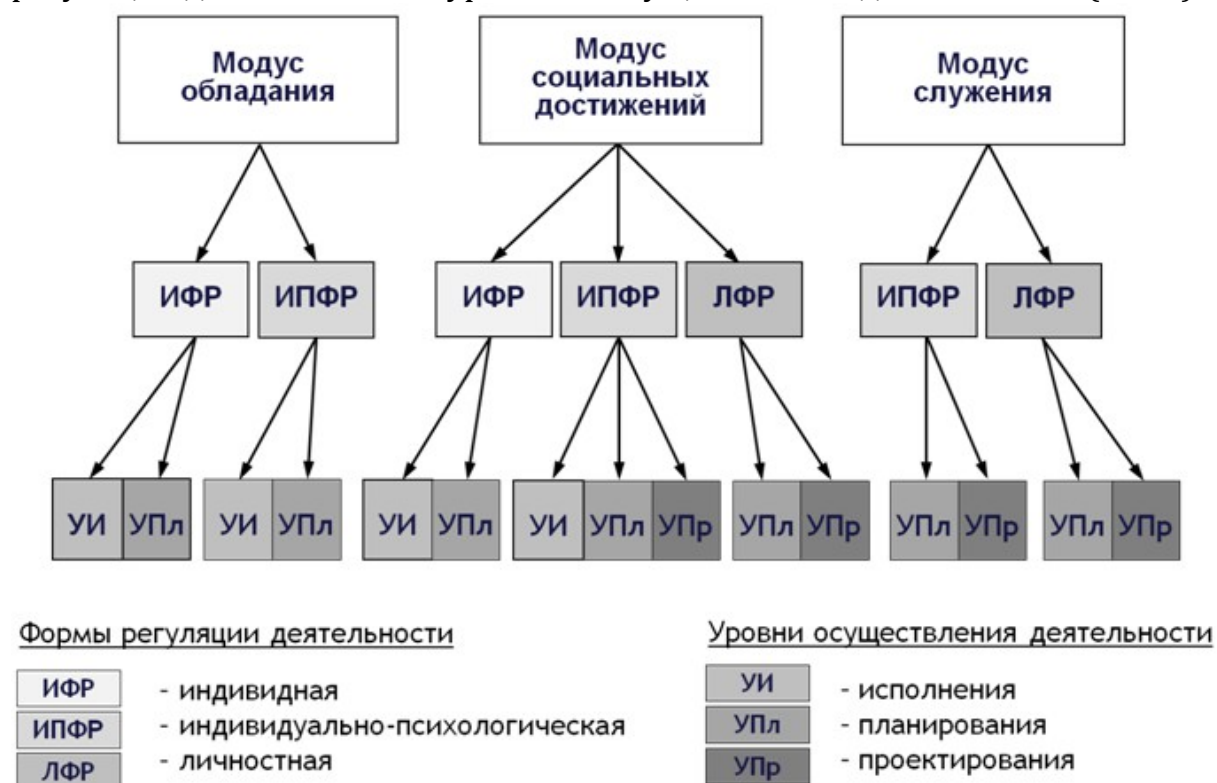 Модус
обладания
Модус
социальных
достижений
Модус
служения
ИФР ИПФР ИФР ИПФР ЛФР ИПФР ЛФР
УИ УПл УИ УПл УИ УПл УИ УПл УПр УПл УПр УПл УПр УПл УПр
Формы регуляции деятельности
ИФР - индивидная
ИПФР - индивидуально-психологическая
ЛФР - личностная
Уровни осуществления деятельности
УИ - исполнения
УПл - планирования
УПр - проектирования